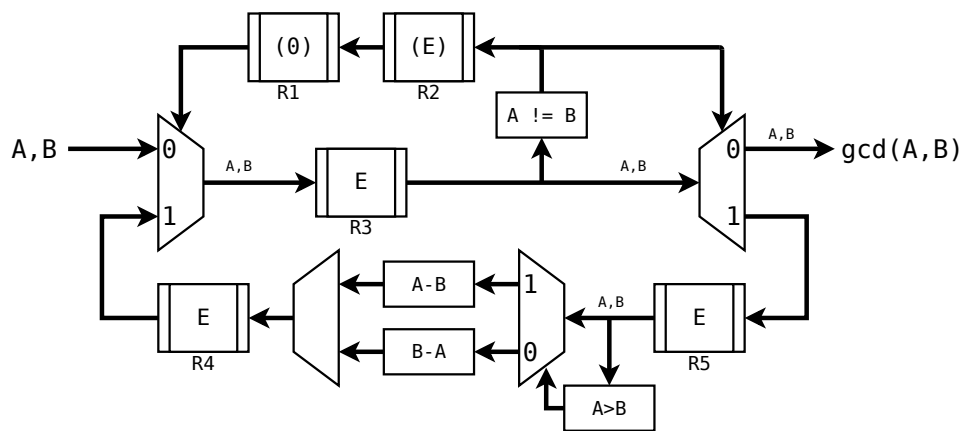 (0)
(E)
R1
R2
A != B
A,B
0
A,B
E
A,B
0
A,B
gcd(A,B)
1
R3
1
A-B
1
A,B
E
E
B-A
0
R4
R5
A>B